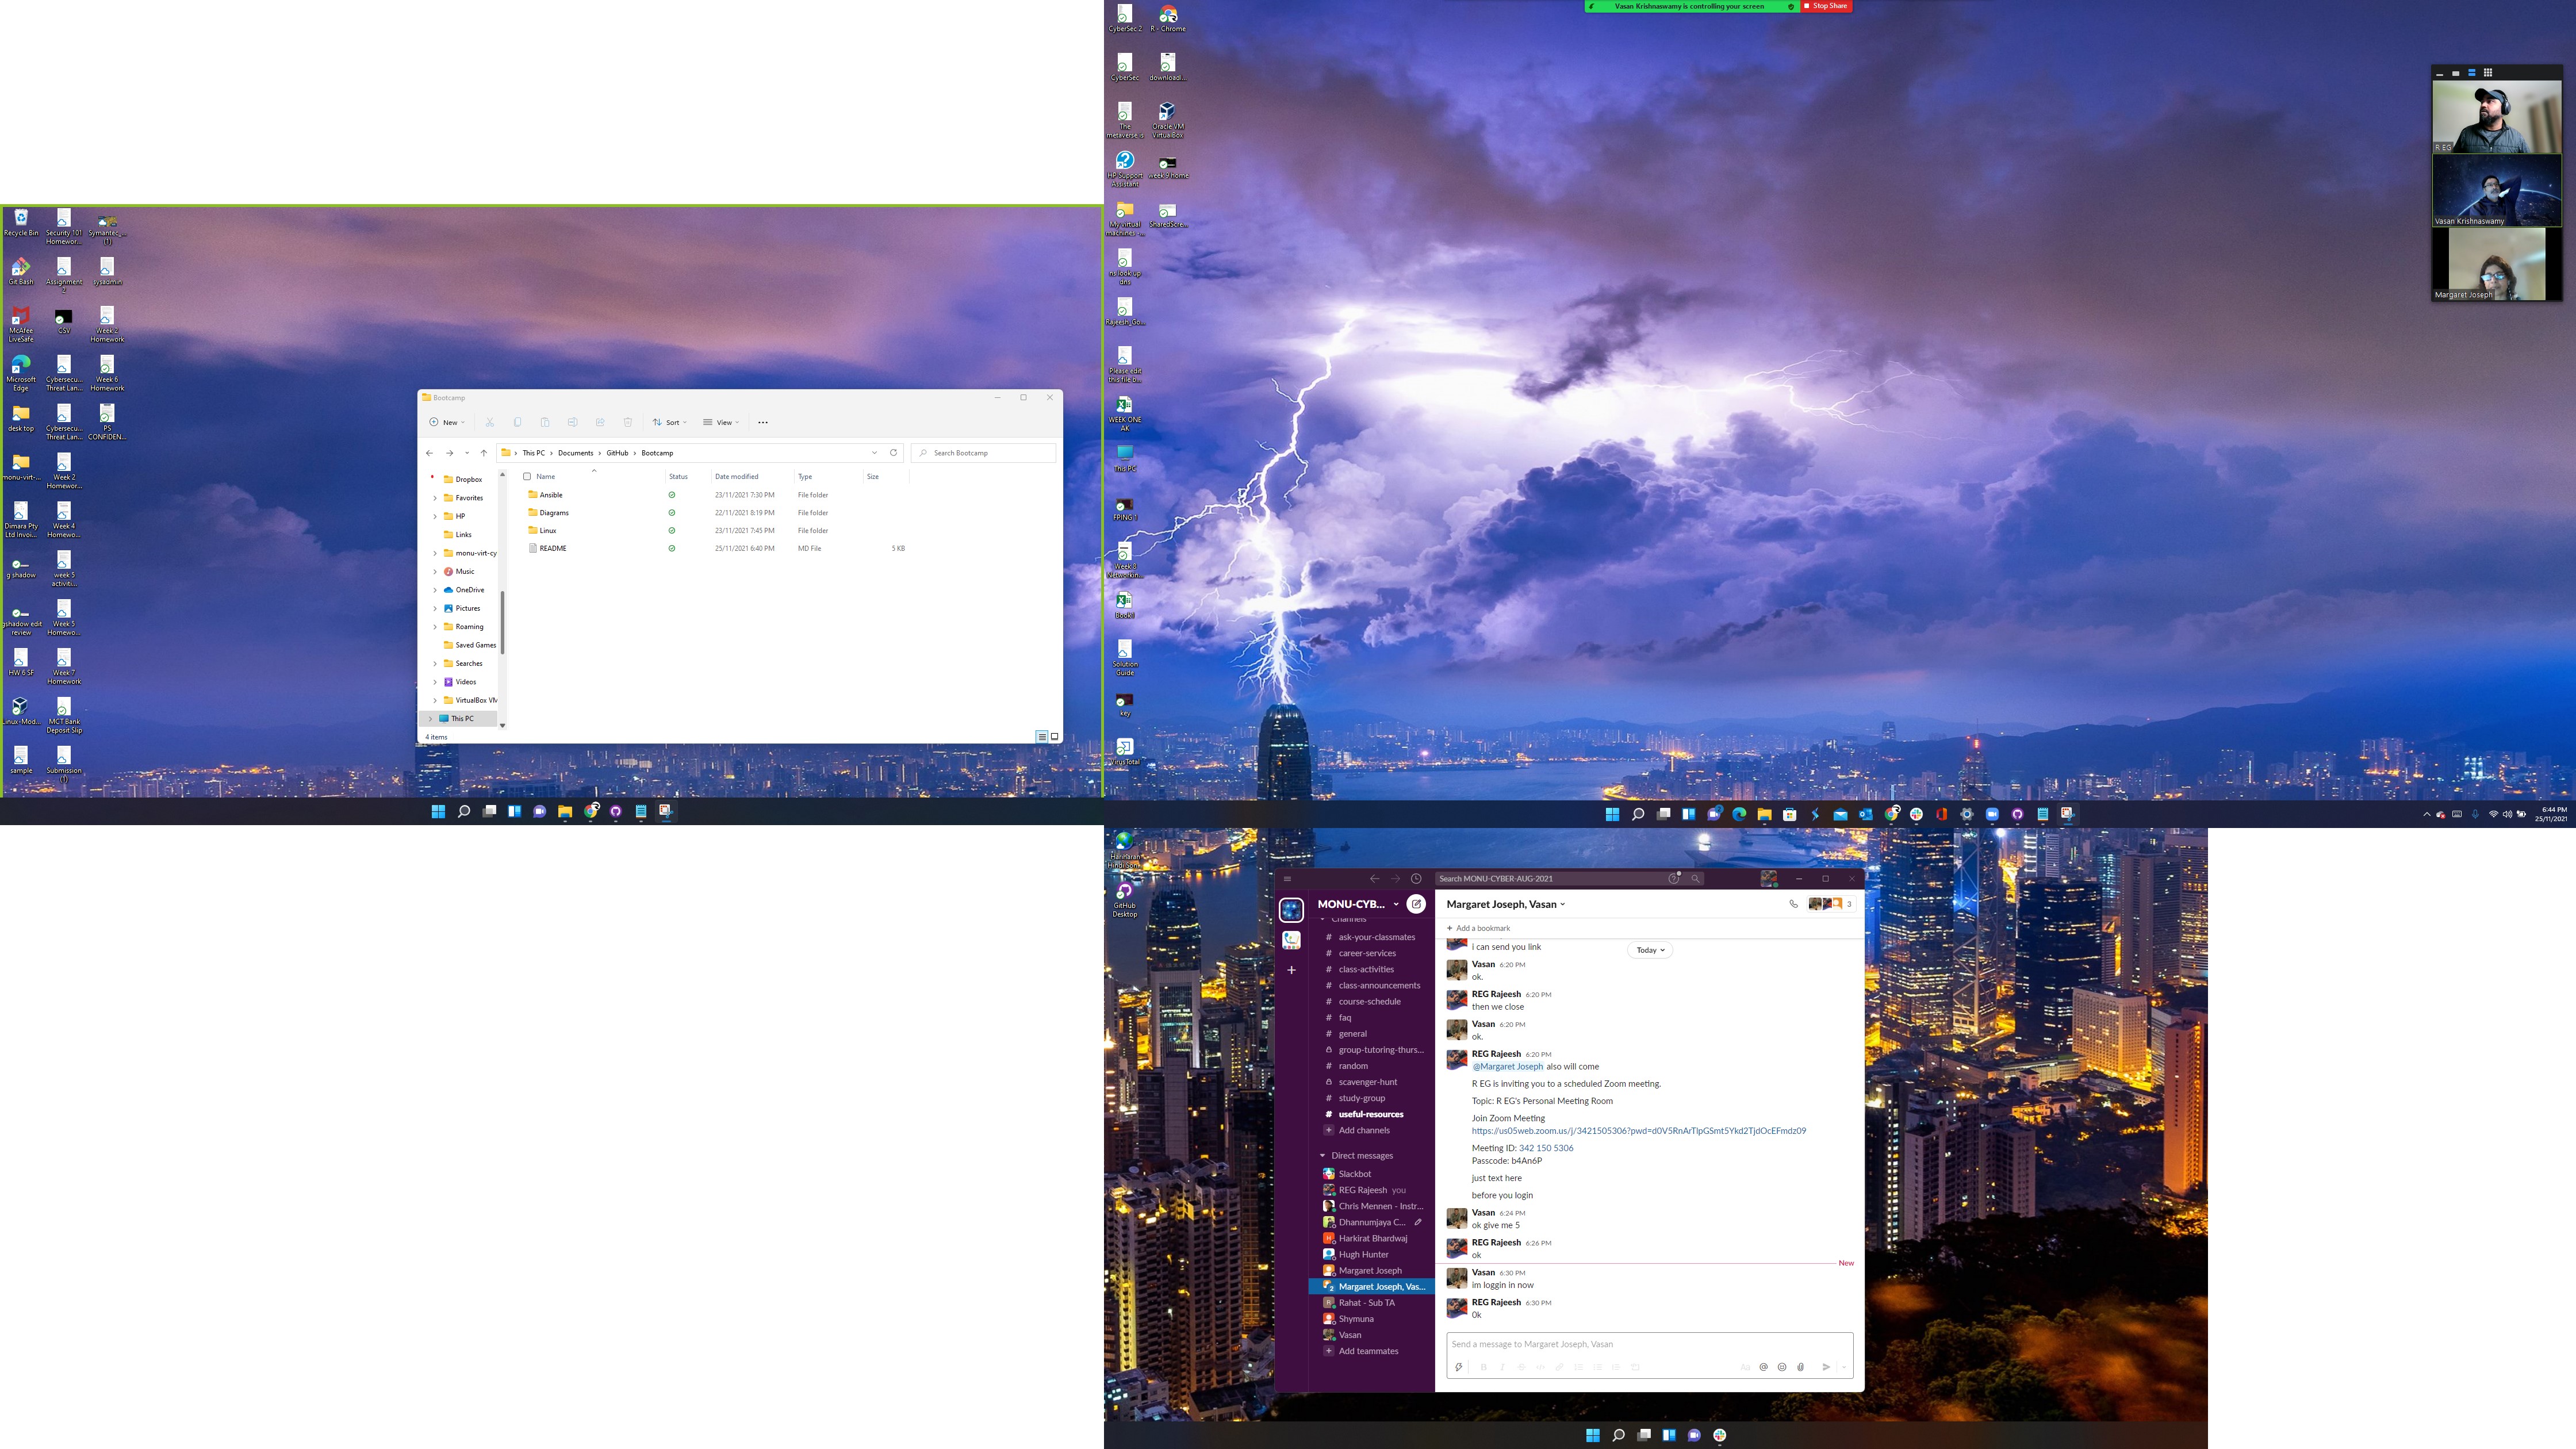 Recycle Bin
Security 101 Homewor...
Symantec_... (1)
Git Bash
Assignment 2
sysadmin
McAfee LiveSafe
CSV
Week 2 Homework
Microsoft Edge
Cybersecu... Threat Lan...
Week 6 Homework
desk top
Cybersecu... Threat Lan...
PS CONFIDEN...
monu-virt-...
Week 2 Homewor...
Dimara Pty Ltd Invoi...
Week 4 Homewo...
g shadow
week 5 activiti...
gshadow edit review
Week 5 Homewo...
HW 6 SF
Week 7 Homework
Linux-Mod...
MCT Bank Deposit Slip
sample
Submission (1)
Bootcamp
New
Sort
View
This PC > Documents > GitHub > Bootcamp
Search Bootcamp
Name Status Date modified Type Size
Dropbox
Favorites
HP
Links
monu-virt-cy
Music
OneDrive
Pictures
Roaming
Saved Games
Searches
Videos
VirtualBox VM
This PC
Ansible 23/11/2021 7:30 PM File folder
Diagrams 22/11/2021 8:19 PM File folder
Linux 23/11/2021 7:45 PM File folder
README 25/11/2021 6:40 PM MD File 5 KB
4 items
Vasan Krishnaswamy is controlling your screen
Stop Share
CyberSec 2
R - Chrome
CyberSec
downloadl...
The metaverse is
Oracle VM VirtualBox
HP Support Assistant
week 9 home
My virtual machines -...
SharedScre...
ns lookup dns
Rajeesh_Go...
Please edit this file o...
WEEK ONE AK
This PC
FPING 1
Week 8 Networkin...
Book1
Solution Guide
key
VirusTotal
R EG
Vasan Krishnaswamy
Margaret Joseph
6:44 PM
25/11/2021
GitHub Desktop
Search MONU-CYBER-AUG-2021
MONU-CYB...
Channels
# ask-your-classmates
# career-services
# class-activities
# class-announcements
# course-schedule
# faq
# general
group-tutoring-thurs...
# random
scavenger-hunt
# study-group
# useful-resources
+ Add channels
Direct messages
Slackbot
REG Rajeesh you
Chris Mennen - Instr...
Dhannumjaya C...
Harkirat Bhardwaj
Hugh Hunter
Margaret Joseph
Margaret Joseph, Vas...
Rahat - Sub TA
Shymuna
Vasan
+ Add teammates
Margaret Joseph, Vasan
3
+ Add a bookmark
Today
i can send you link
Vasan 6:20 PM
ok.
REG Rajeesh 6:20 PM
then we close
Vasan 6:20 PM
ok.
REG Rajeesh 6:20 PM
@Margaret Joseph also will come
R EG is inviting you to a scheduled Zoom meeting.
Topic: R EG's Personal Meeting Room
Join Zoom Meeting
https://us05web.zoom.us/j/3421505306?pwd=d0V5RnArTlpGSmt5Ykd2TjdOcEFmdz09
Meeting ID: 342 150 5306
Passcode: b4An6P
just text here
before you login
Vasan 6:24 PM
ok give me 5
REG Rajeesh 6:26 PM
ok
New
Vasan 6:30 PM
im loggin in now
REG Rajeesh 6:30 PM
0k
Send a message to Margaret Joseph, Vasan